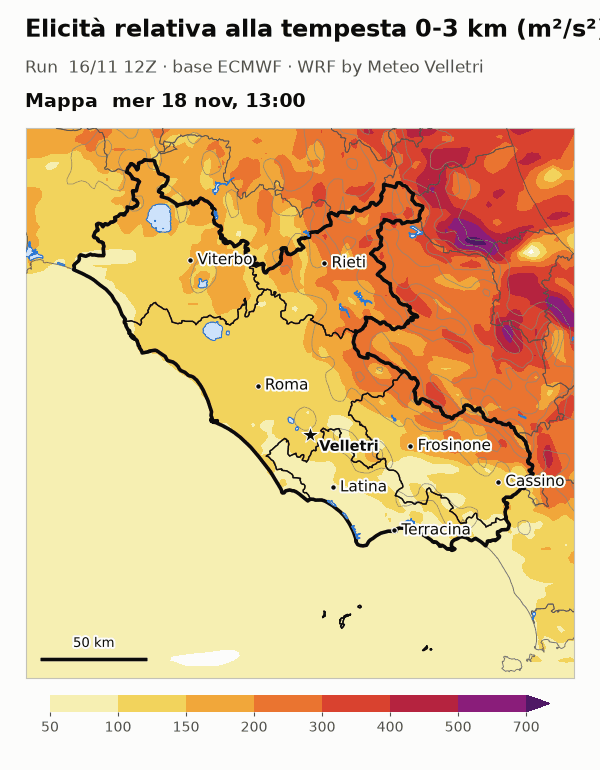 Elicità relativa alla tempesta 0-3 km (m²/s²)
Run  16/11 12Z · base ECMWF · WRF by Meteo Velletri
Mappa  mer 18 nov, 13:00
Viterbo
Rieti
Roma
Velletri
Frosinone
Cassino
Latina
Terracina
50 km
50 100 150 200 300 400 500 700